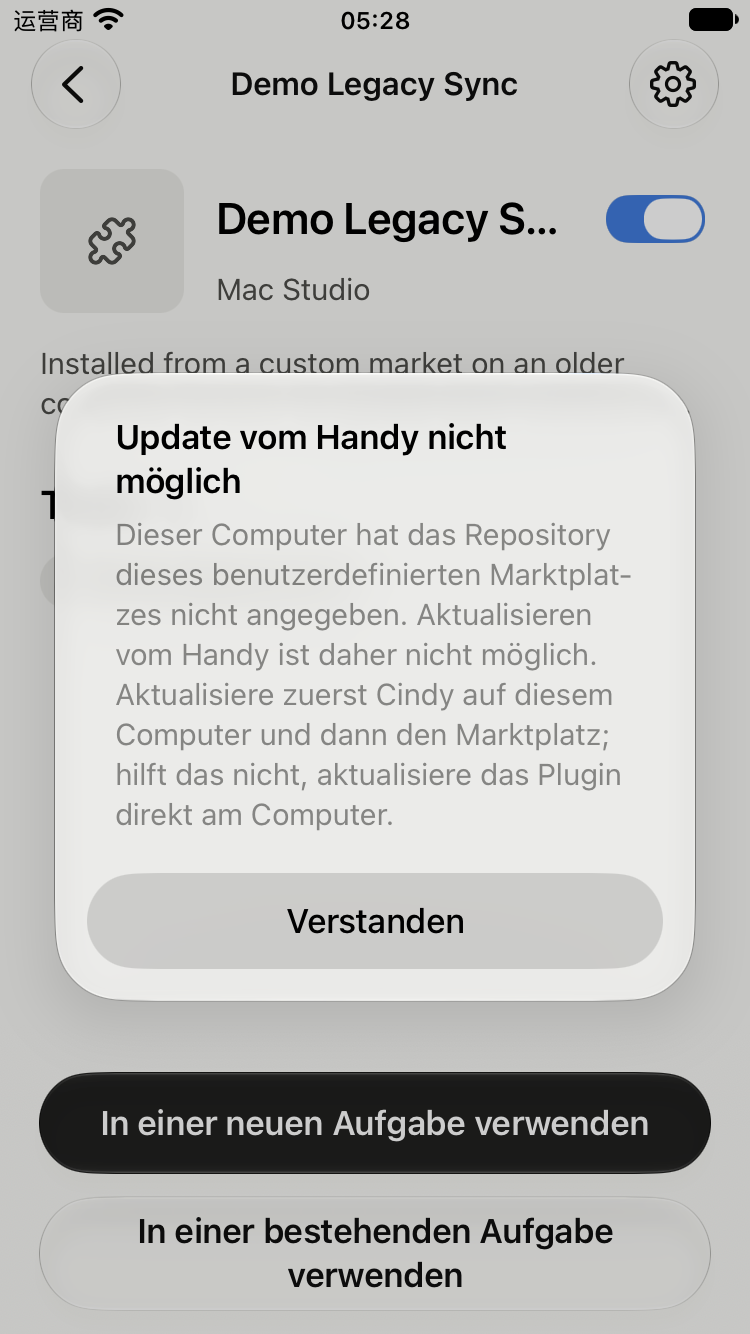 运营商
05:28
Demo Legacy Sync
Demo Legacy S...
Mac Studio
Installed from a custom market on an older
Update vom Handy nicht
möglich
Dieser Computer hat das Repository
dieses benutzerdefinierten Marktplat-
zes nicht angegeben. Aktualisieren
vom Handy ist daher nicht möglich.
Aktualisiere zuerst Cindy auf diesem
Computer und dann den Marktplatz;
hilft das nicht, aktualisiere das Plugin
direkt am Computer.
Verstanden
In einer neuen Aufgabe verwenden
In einer bestehenden Aufgabe
verwenden